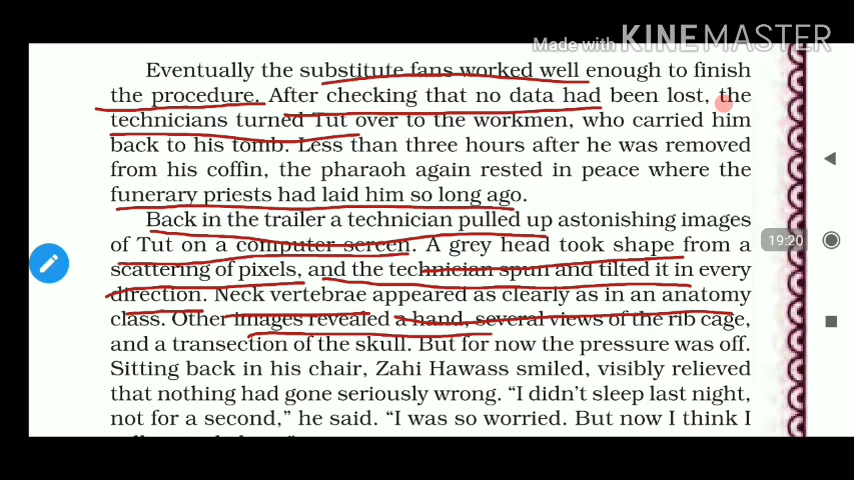 Made with KINEMASTER
Eventually the substitute fans worked well enough to finish
the procedure. After checking that no data had been lost, the
technicians turned Tut over to the workmen, who carried him
back to his tomb. Less than three hours after he was removed
from his coffin, the pharaoh again rested in peace where the
funerary priests had laid him so long ago.
Back in the trailer a technician pulled up astonishing images
of Tut on a computer screen. A grey head took shape from a
19:20
scattering of pixels, and the technician spun and tilted it in every
direction. Neck vertebrae appeared as clearly as in an anatomy
class. Other images revealed a hand, several views of the rib cage,
and a transection of the skull. But for now the pressure was off.
Sitting back in his chair, Zahi Hawass smiled, visibly relieved
that nothing had gone seriously wrong. “I didn’t sleep last night,
not for a second,” he said. “I was so worried. But now I think I